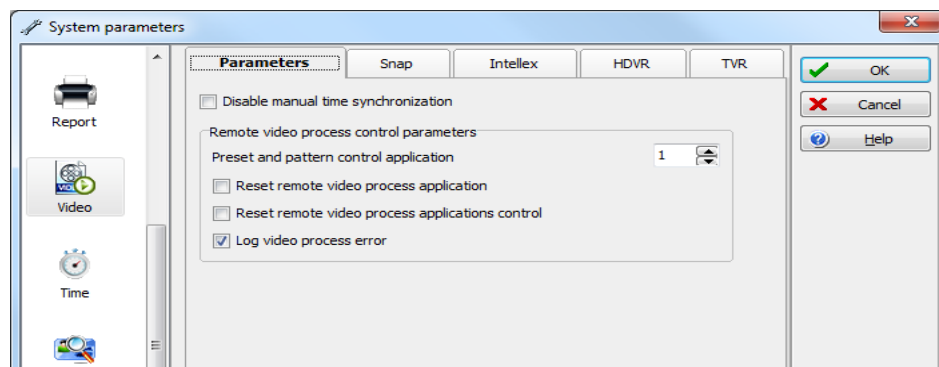 System parameters
Report
Video
Time
Parameters
Snap
Intellex
HDVR
TVR
Disable manual time synchronization
Remote video process control parameters
Preset and pattern control application
1
Reset remote video process application
Reset remote video process applications control
Log video process error
OK
Cancel
Help